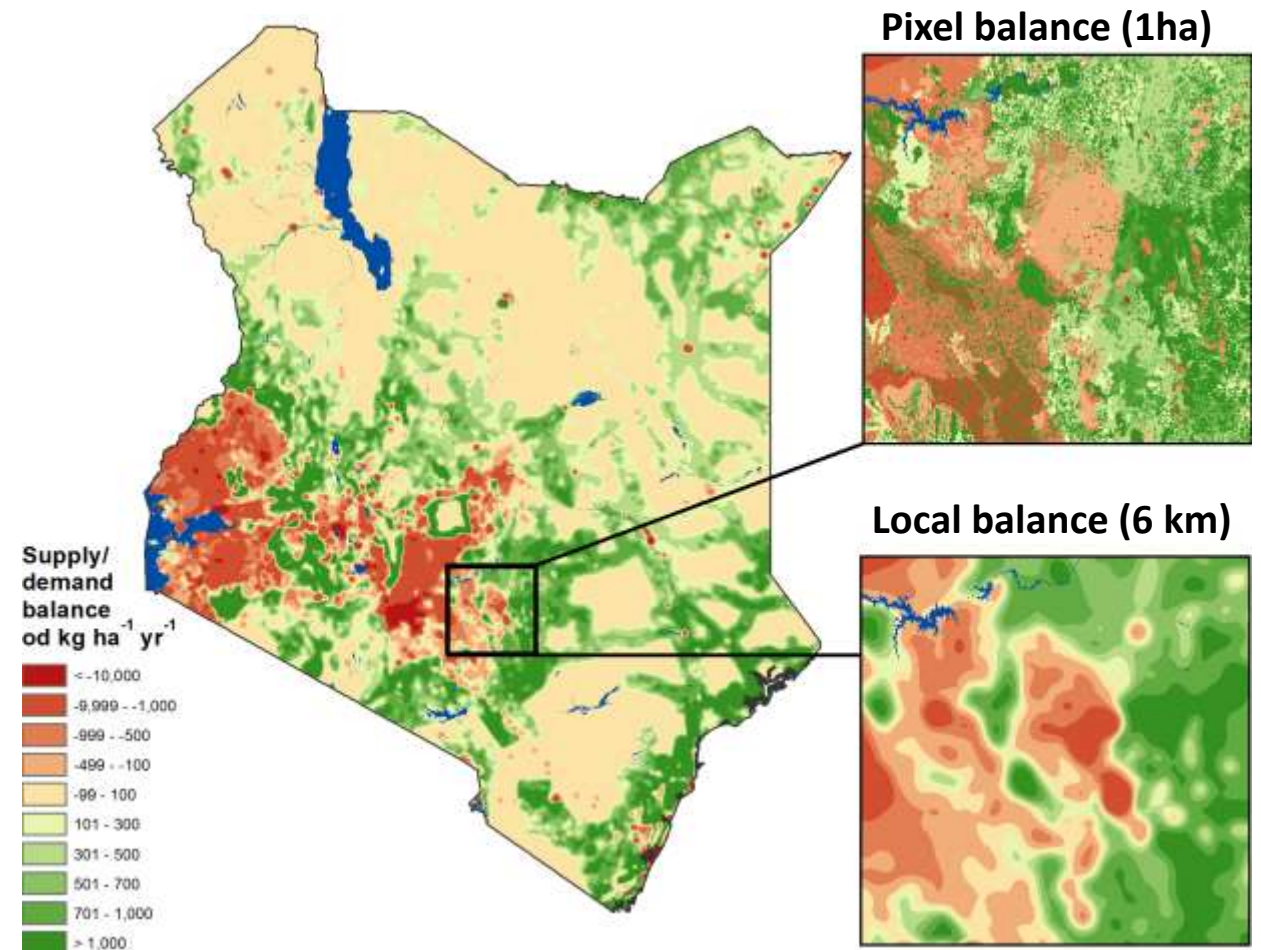 Pixel balance (1ha)
Local balance (6 km)
Supply/
demand
balance
od kg ha⁻¹ yr⁻¹
< -10,000
-9,999 - -1,000
-999 - -500
-499 - -100
-99 - 100
101 - 300
301 - 500
501 - 700
701 - 1,000
> 1,000